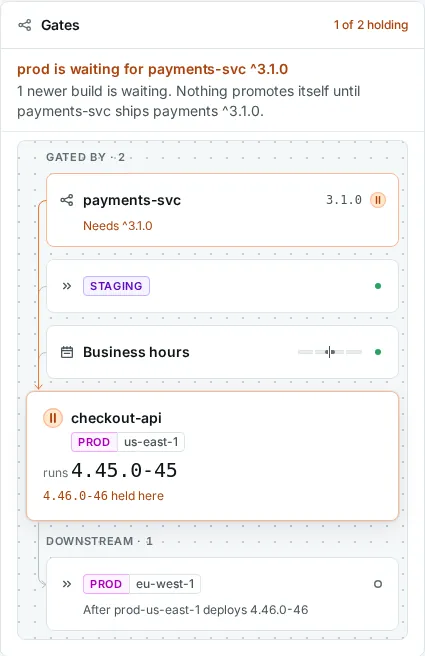 Gates
1 of 2 holding
prod is waiting for payments-svc ^3.1.0
1 newer build is waiting. Nothing promotes itself until
payments-svc ships payments ^3.1.0.
GATED BY · 2
payments-svc
3.1.0
Needs ^3.1.0
STAGING
Business hours
checkout-api
PROD us-east-1
runs 4.45.0-45
4.46.0-46 held here
DOWNSTREAM · 1
PROD eu-west-1
After prod-us-east-1 deploys 4.46.0-46